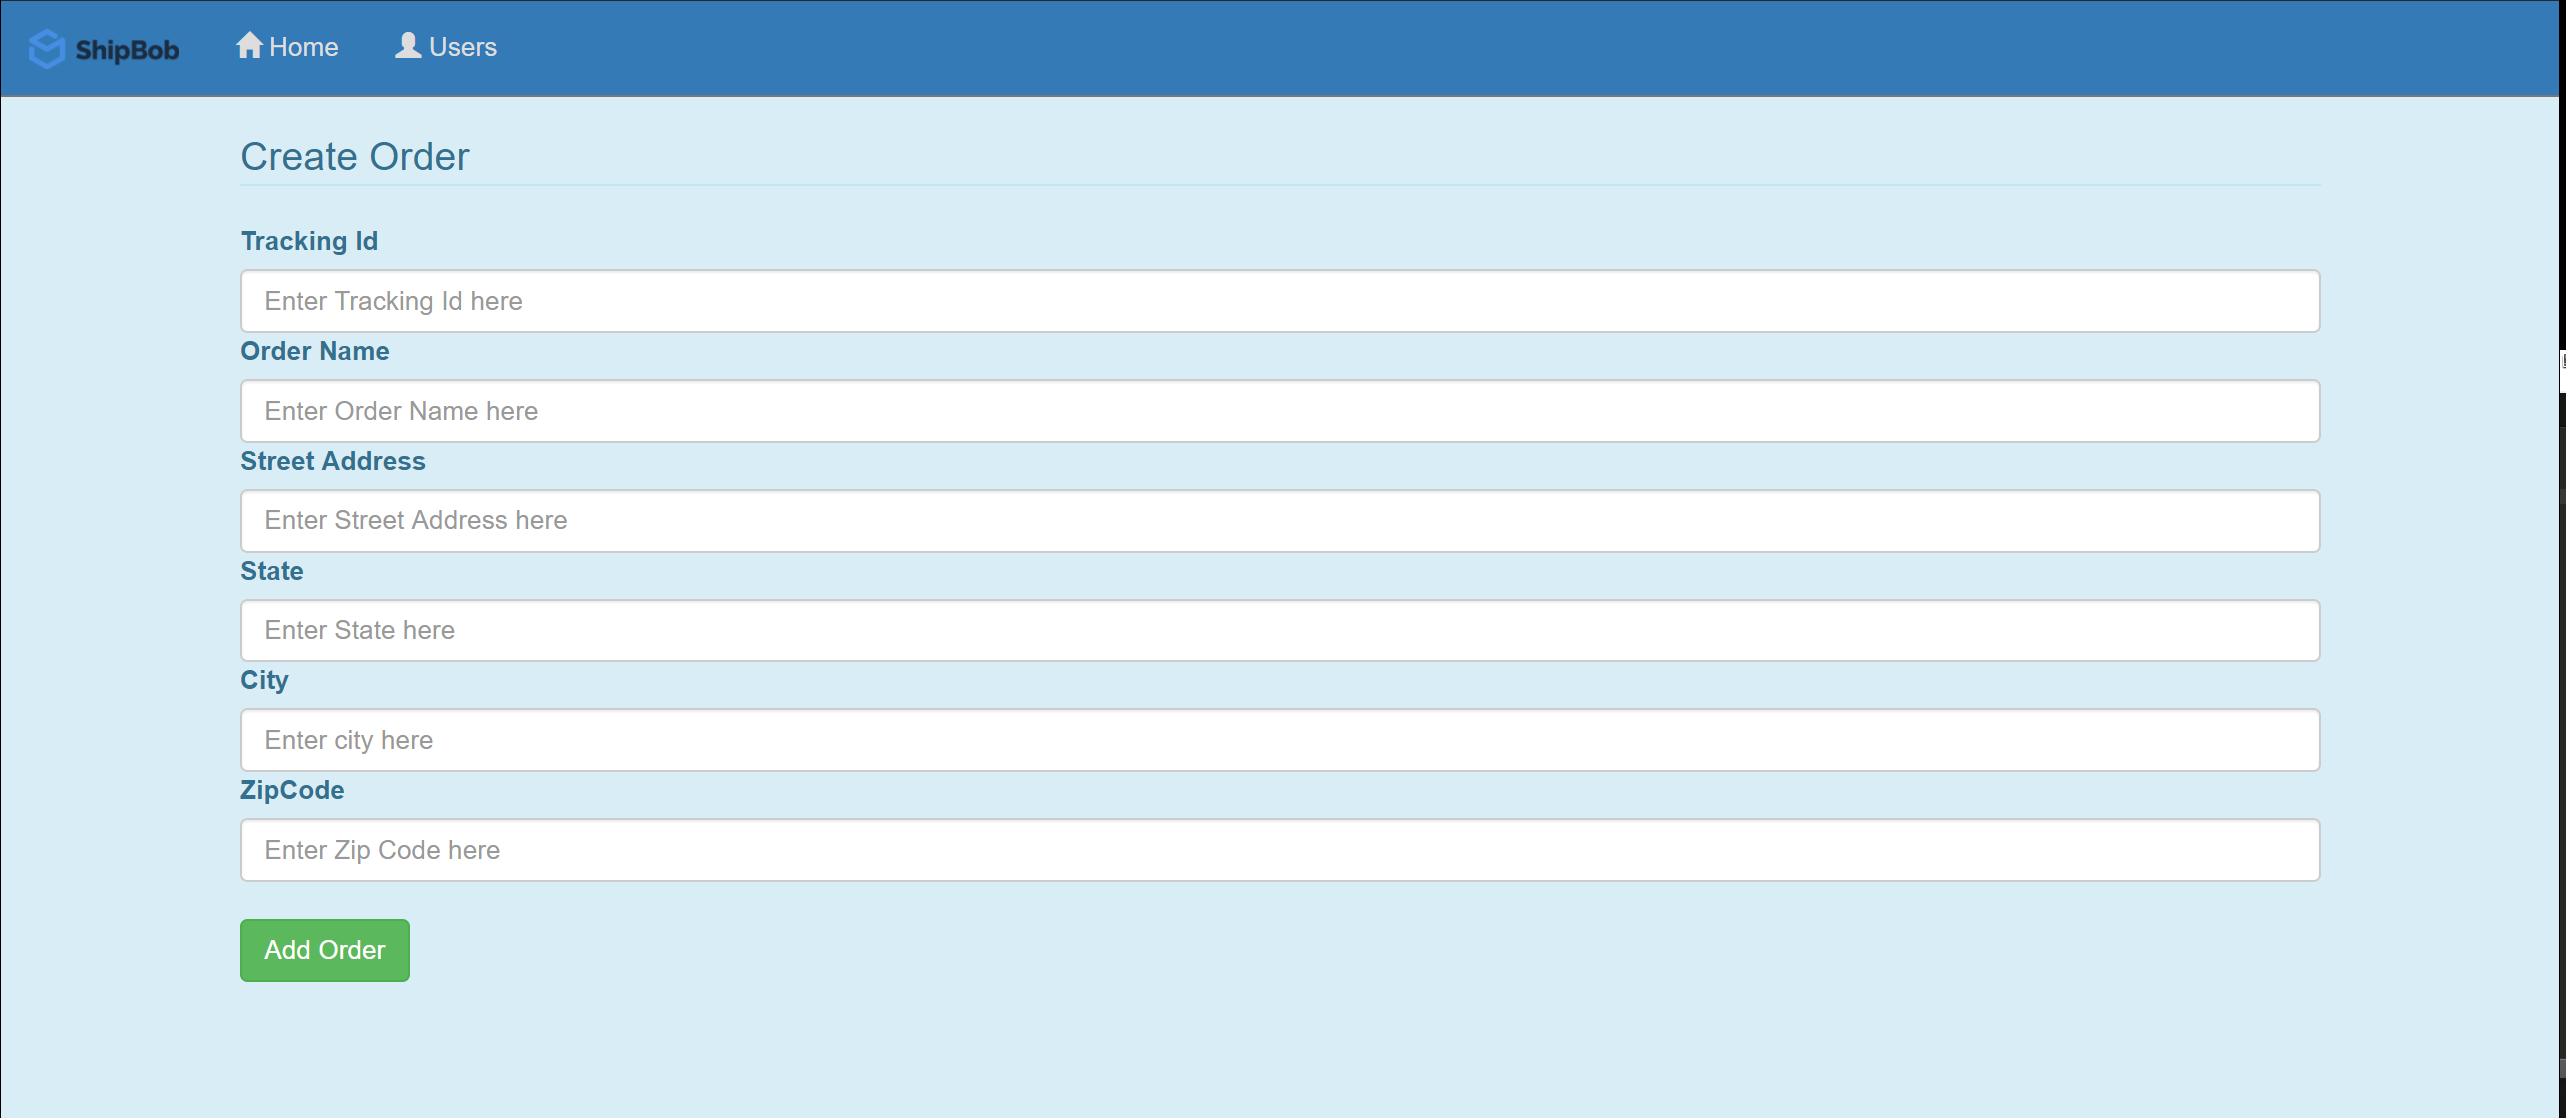 ShipBob Home Users
Create Order
Tracking Id
Enter Tracking Id here
Order Name
Enter Order Name here
Street Address
Enter Street Address here
State
Enter State here
City
Enter city here
ZipCode
Enter Zip Code here
Add Order